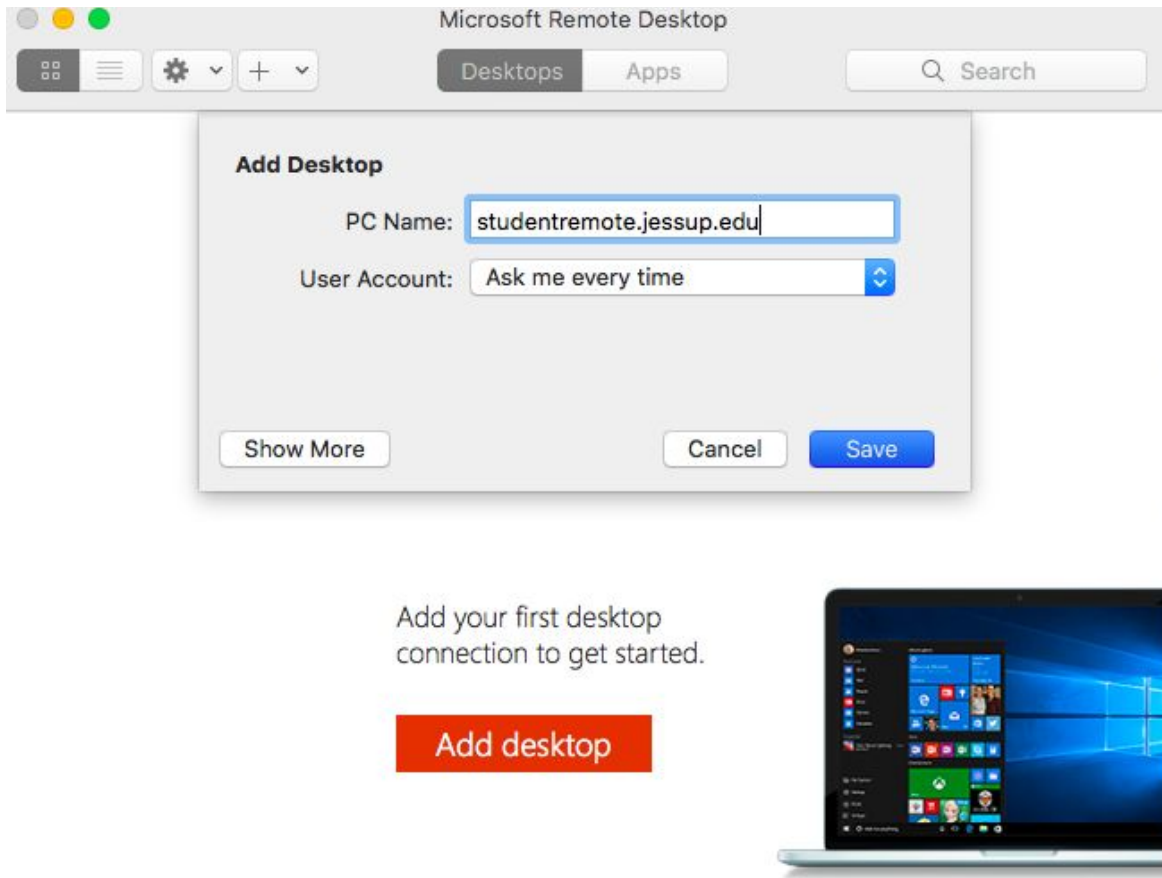 Microsoft Remote Desktop
Desktops Apps Search
Add Desktop
PC Name: studentremote.jessup.edu
User Account: Ask me every time
Show More Cancel Save
Add your first desktop
connection to get started.
Add desktop